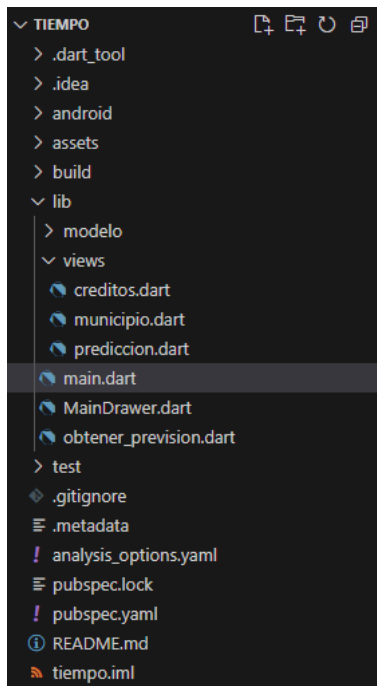 TIEMPO
.dart_tool
.idea
android
assets
build
lib
modelo
views
creditos.dart
municipio.dart
prediccion.dart
main.dart
MainDrawer.dart
obtener_prevision.dart
test
.gitignore
.metadata
analysis_options.yaml
pubspec.lock
pubspec.yaml
README.md
tiempo.iml